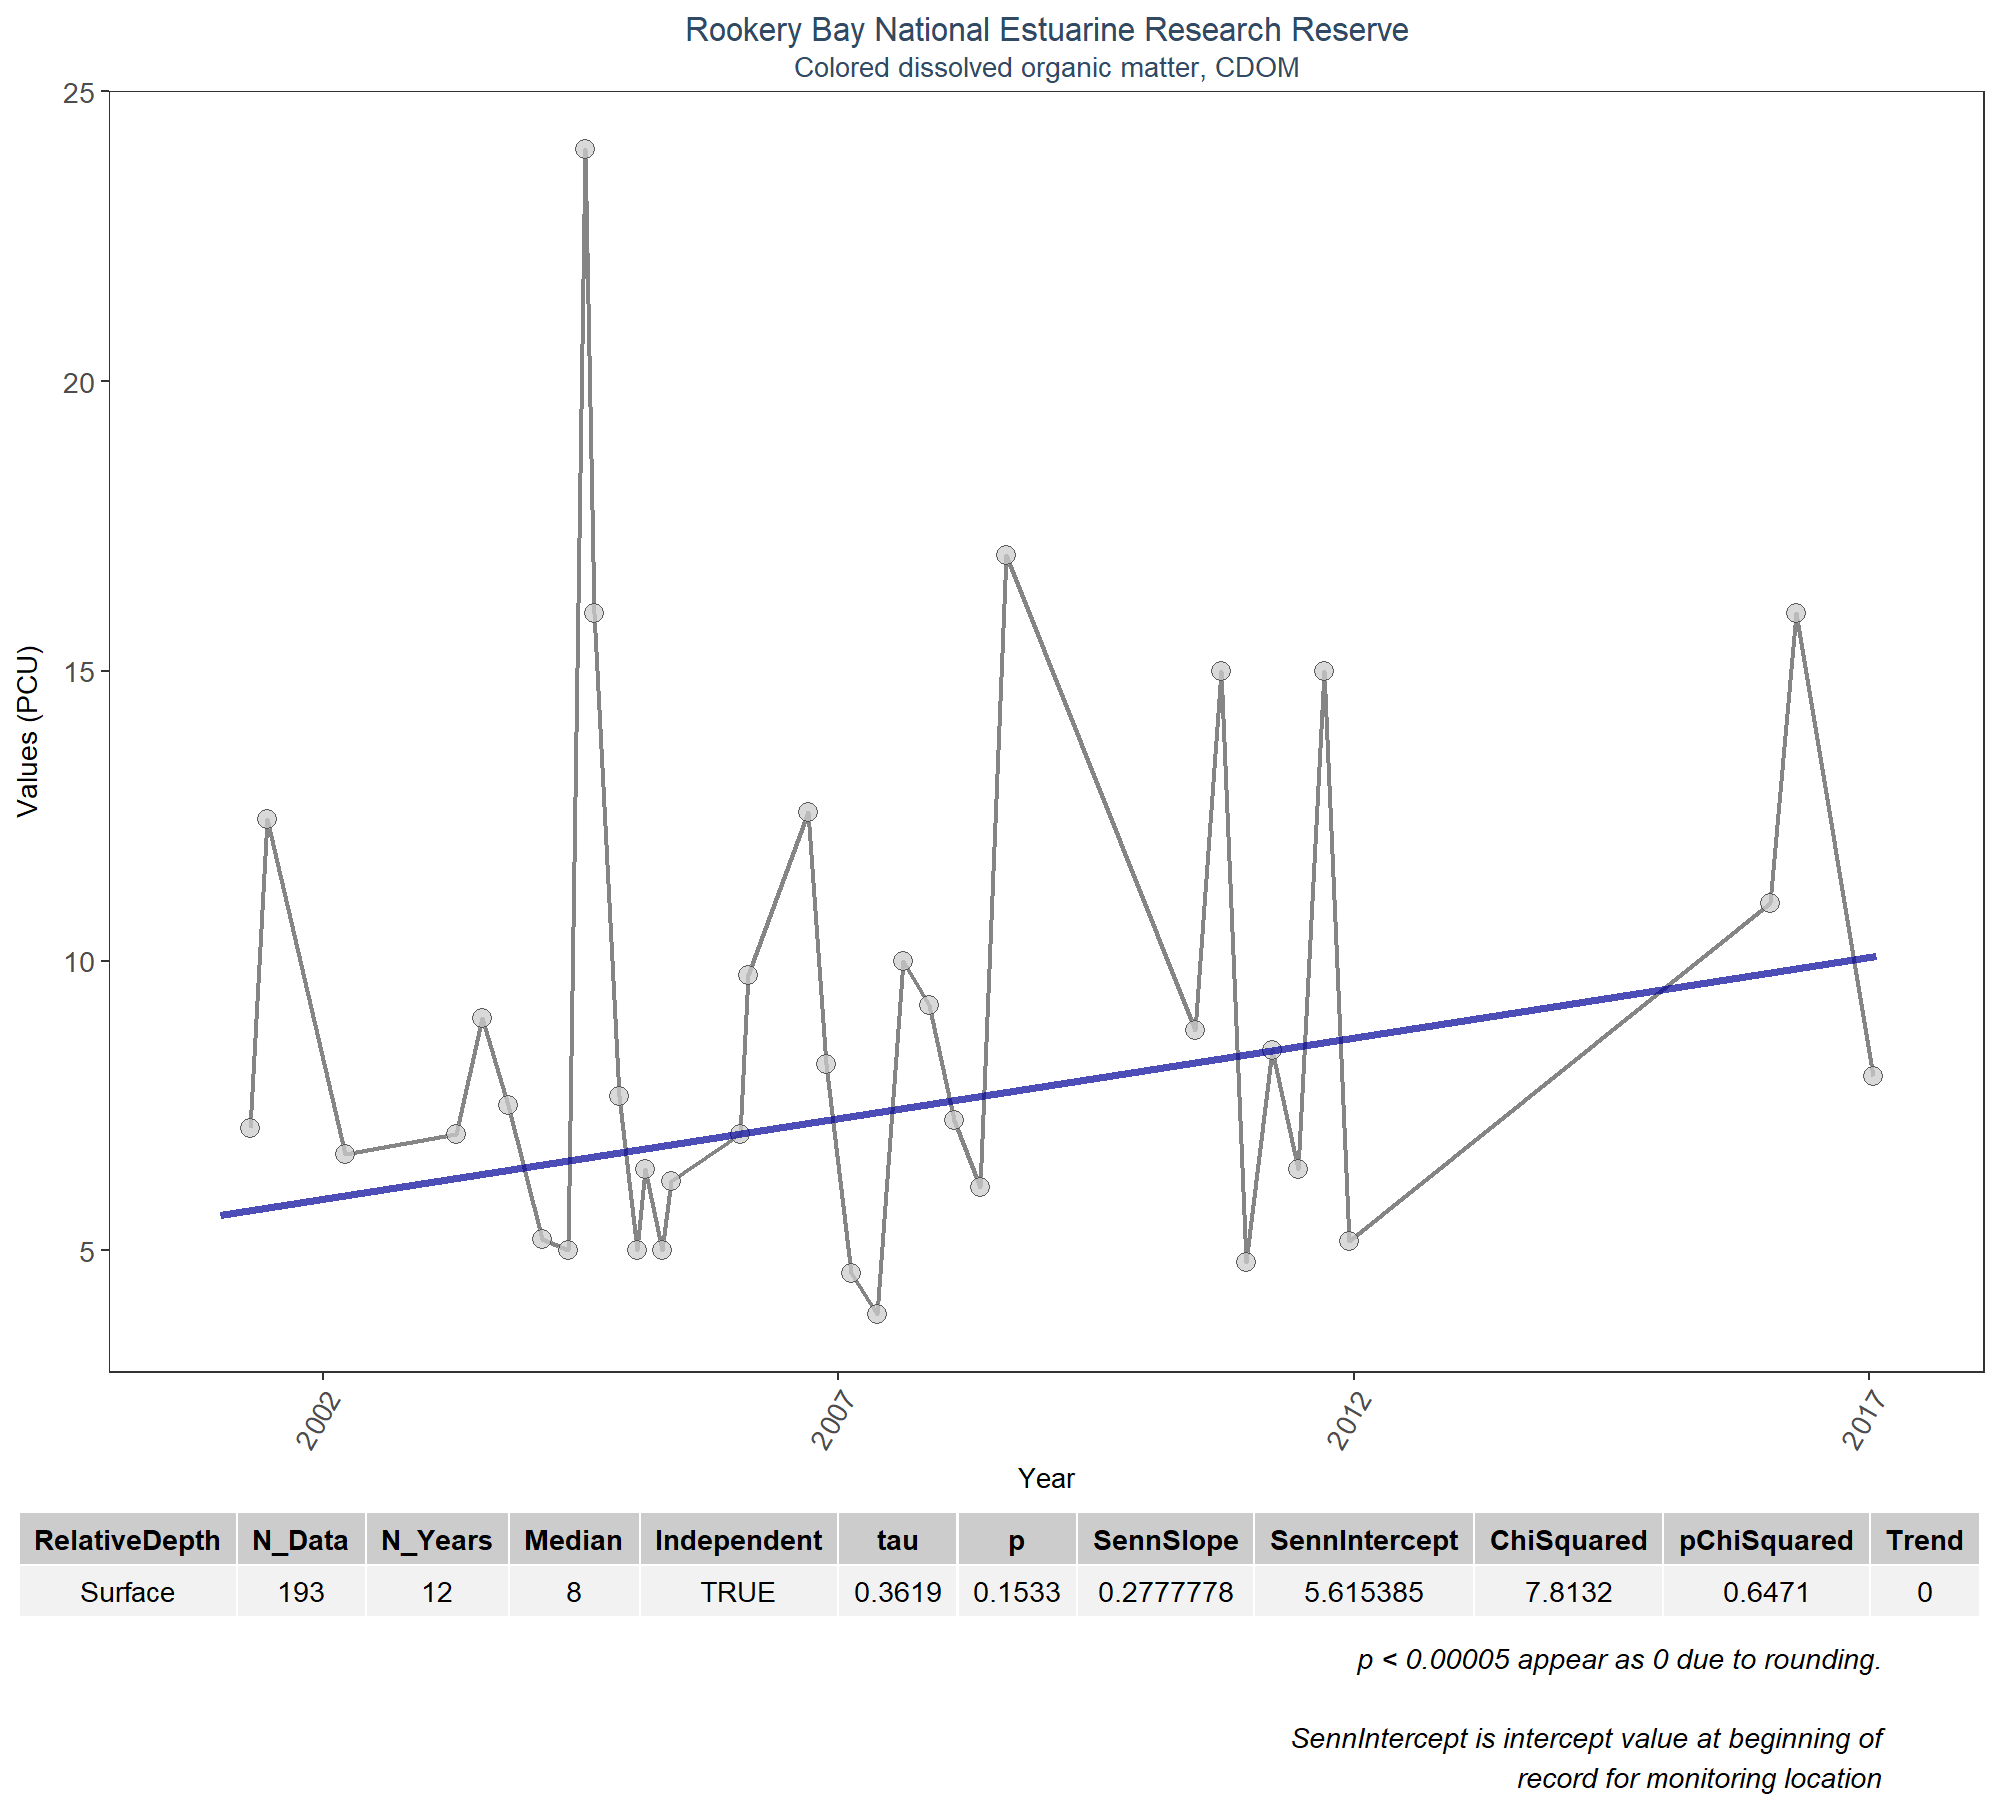 Rookery Bay National Estuarine Research Reserve
Colored dissolved organic matter, CDOM
25
20
15
10
5
Values (PCU)
2002
2007
2012
2017
Year
RelativeDepth N_Data N_Years Median Independent tau p SennSlope SennIntercept ChiSquared pChiSquared Trend
Surface 193 12 8 TRUE 0.3619 0.1533 0.2777778 5.615385 7.8132 0.6471 0
p < 0.00005 appear as 0 due to rounding.
SennIntercept is intercept value at beginning of
record for monitoring location